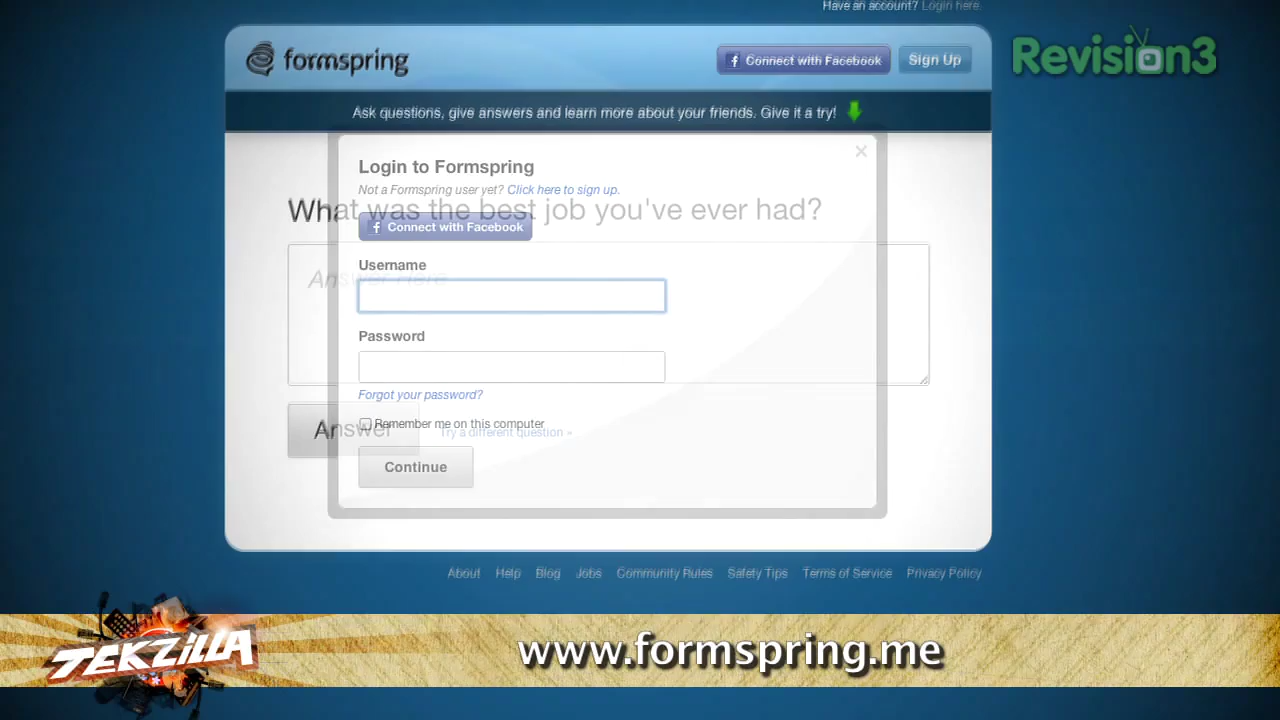 Have an account? Login here.
formspring
Connect with Facebook
Sign Up
Revision3
Ask questions, give answers and learn more about your friends. Give it a try!
Login to Formspring
Not a Formspring user yet? Click here to sign up.
What was the best job you've ever had?
Connect with Facebook
Username
Answer Here
Password
Forgot your password?
Remember me on this computer
Answer
Try a different question »
Continue
About Help Blog Jobs Community Rules Safety Tips Terms of Service Privacy Policy
TEKZILLA
www.formspring.me